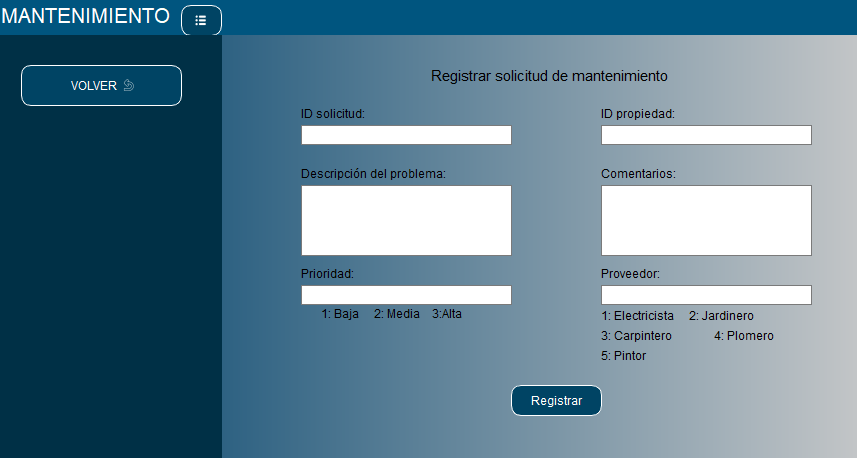 MANTENIMIENTO
VOLVER
Registrar solicitud de mantenimiento
ID solicitud:
ID propiedad:
Descripción del problema:
Comentarios:
Prioridad:
1: Baja 2: Media 3:Alta
Proveedor:
1: Electricista 2: Jardinero
3: Carpintero 4: Plomero
5: Pintor
Registrar